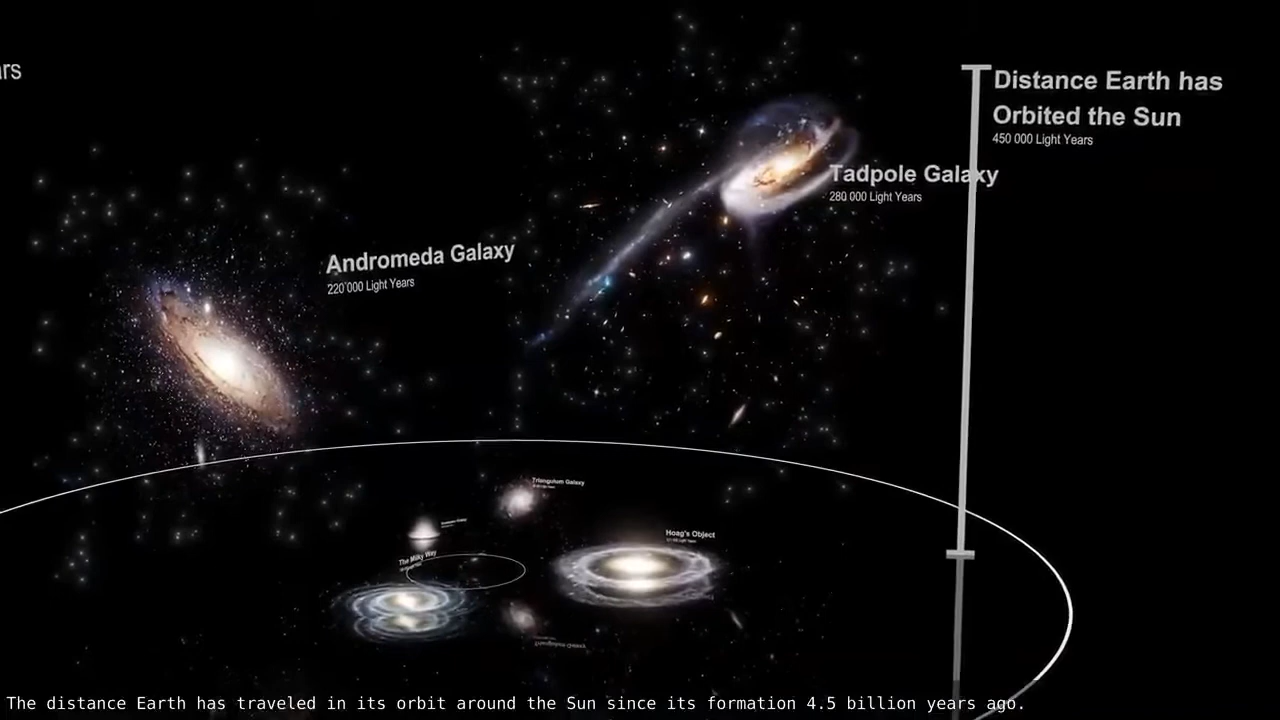 Distance Earth has
Orbited the Sun
450 000 Light Years
Tadpole Galaxy
280 000 Light Years
Andromeda Galaxy
220 000 Light Years
Triangulum Galaxy
Hoag's Object
The Milky Way
The distance Earth has traveled in its orbit around the Sun since its formation 4.5 billion years ago.